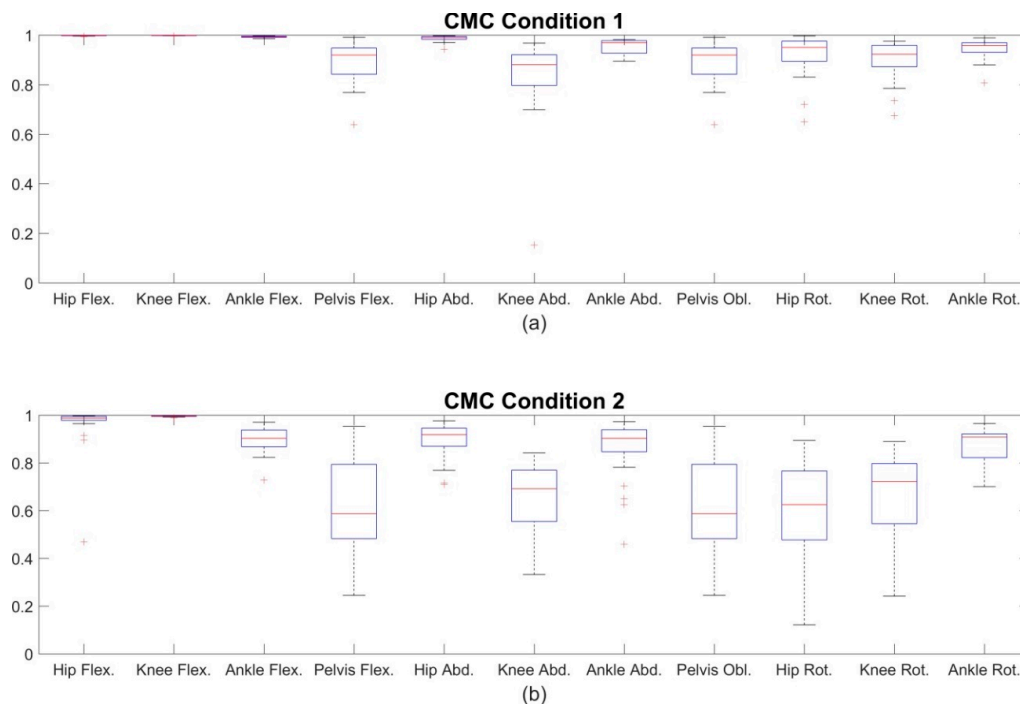 CMC Condition 1
1
0.8
0.6
0.4
0.2
0
Hip Flex. Knee Flex. Ankle Flex. Pelvis Flex. Hip Abd. Knee Abd. Ankle Abd. Pelvis Obl. Hip Rot. Knee Rot. Ankle Rot.
(a)
CMC Condition 2
1
0.8
0.6
0.4
0.2
0
Hip Flex. Knee Flex. Ankle Flex. Pelvis Flex. Hip Abd. Knee Abd. Ankle Abd. Pelvis Obl. Hip Rot. Knee Rot. Ankle Rot.
(b)